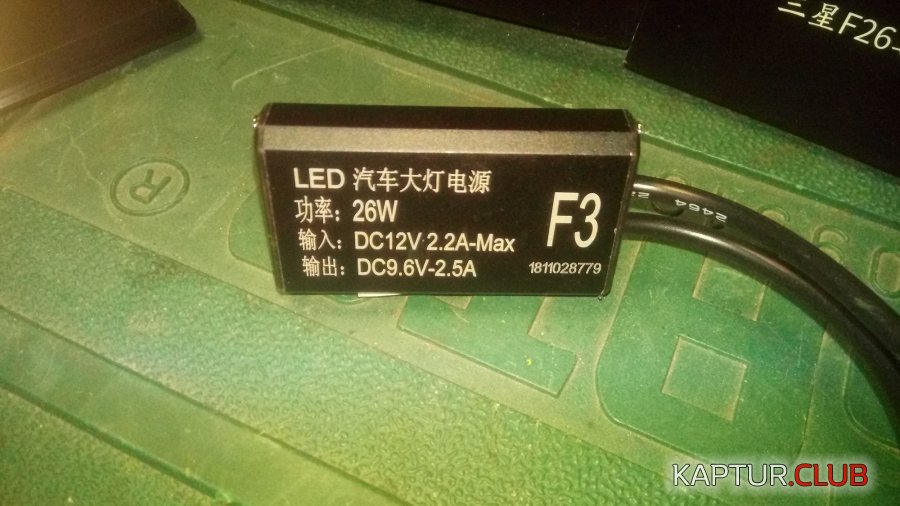 三星F26
LED 汽车大灯电源
功率：26W
输入：DC12V 2.2A-Max
输出：DC9.6V-2.5A
F3
1811028779
2464
®
KAPTUR.CLUB